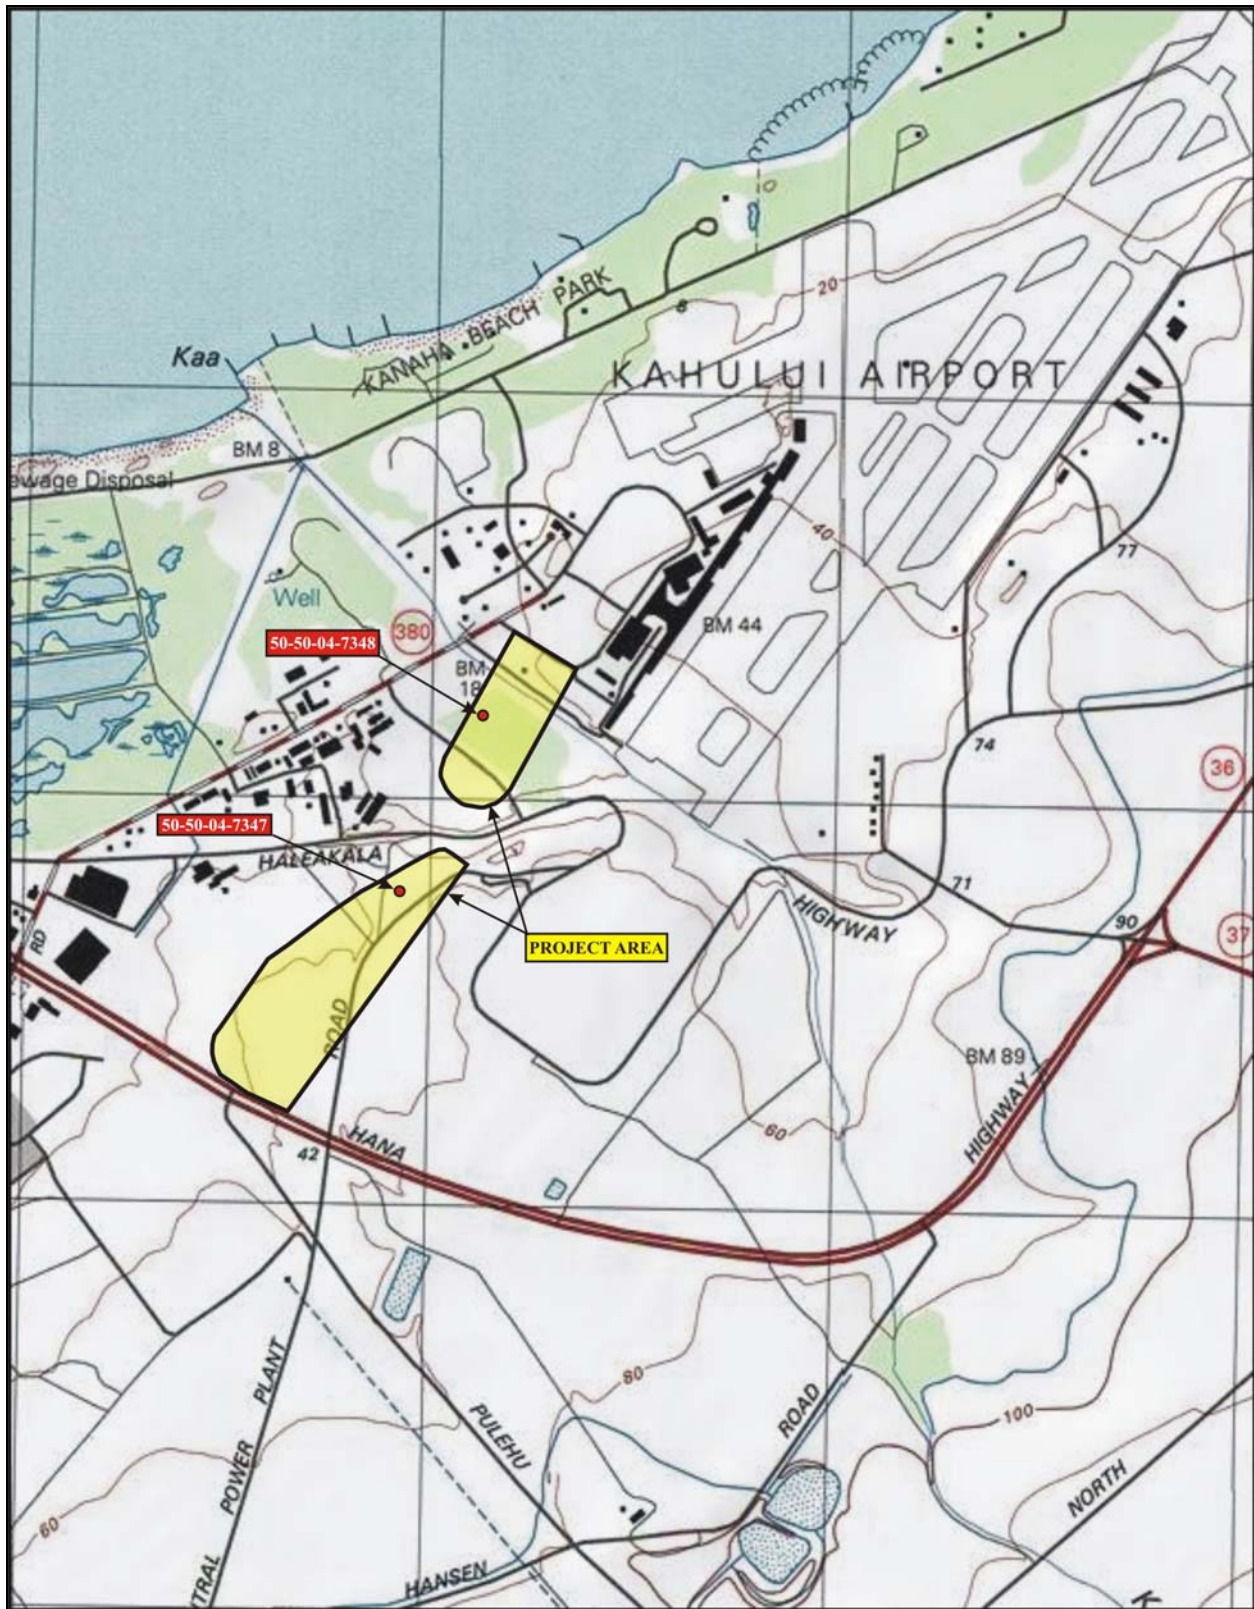 20
PARK
8
BEACH
Kaa
KANAHA
KAHULUI AIRPORT
BM 8
ewage Disposal
40
77
Well
380
BM 44
50-50-04-7348
BM
18
74
36
50-50-04-7347
HALEAKALA
71
HIGHWAY
90
37
RD
PROJECT AREA
ROAD
BM 89
HIGHWAY
60
HANA
42
80
PLANT
ROAD
PULEHU
100
POWER
NORTH
60
HANSEN
TRAL
K